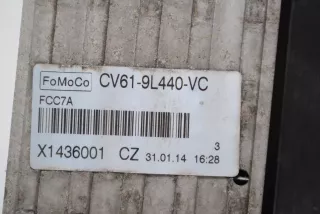 FoMoCo CV61-9L440-VC
FCC7A
3
X1436001 CZ 31.01.14 16:28